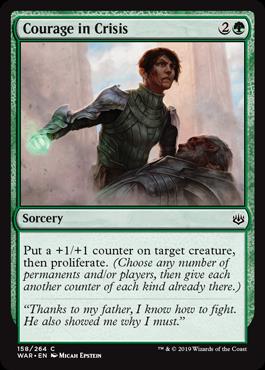 Courage in Crisis 2
Sorcery
Put a +1/+1 counter on target creature,
then proliferate. (Choose any number of
permanents and/or players, then give each
another counter of each kind already there.)
“Thanks to my father, I know how to fight.
He also showed me why I must.”
158/264 C
WAR • EN MICAH EPSTEIN
™ & © 2019 Wizards of the Coast